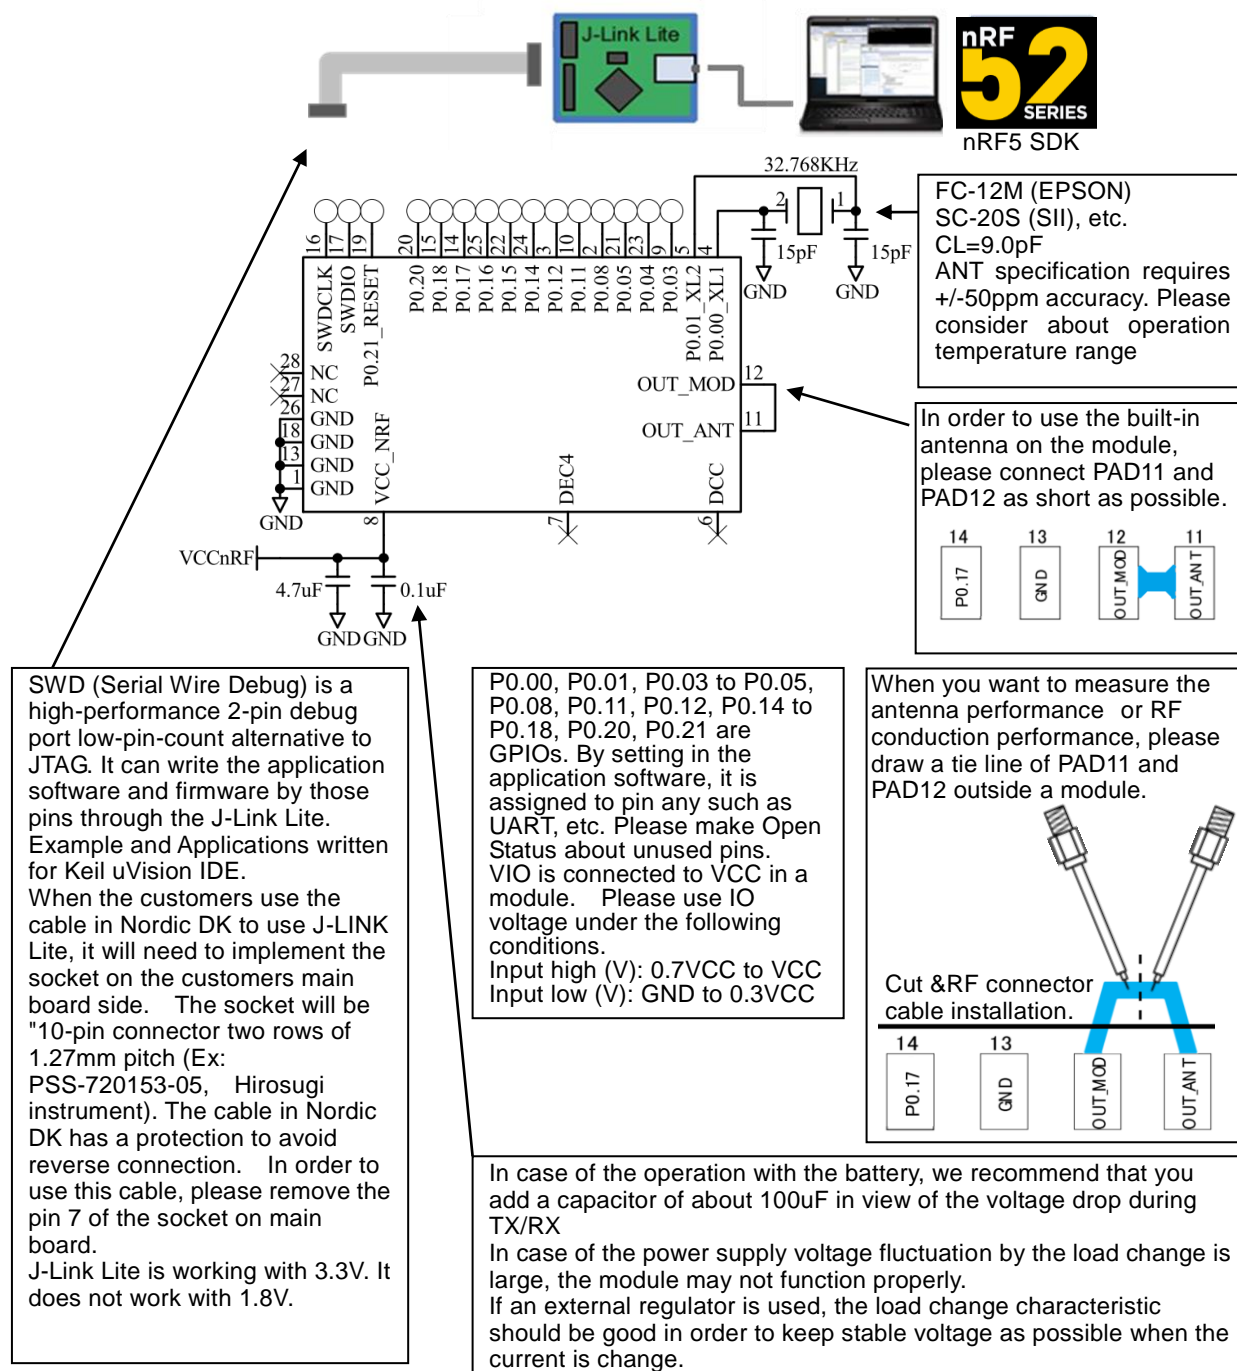 J-Link Lite
nRF
52
SERIES
nRF5 SDK
32.768KHz
2
1
15pF
15pF
GND
GND
FC-12M (EPSON)
SC-20S (SII), etc.
CL=9.0pF
ANT specification requires
+/-50ppm accuracy. Please
consider about operation
temperature range
16
17
19
20
15
14
25
22
24
3
10
2
21
23
9
5
4
SWDCLK
SWDIO
P0.21_RESET
P0.20
P0.18
P0.17
P0.16
P0.15
P0.14
P0.12
P0.11
P0.08
P0.05
P0.04
P0.03
P0.01_XL2
P0.00_XL1
28
NC
27
NC
26
GND
18
GND
13
GND
1
GND
GND
VCC_NRF
8
DEC4
7
DCC
6
OUT_MOD
12
OUT_ANT
11
VCCnRF
4.7uF
0.1uF
GND
GND
In order to use the built-in
antenna on the module,
please connect PAD11 and
PAD12 as short as possible.
14
13
12
11
P0.17
GND
OUT_MOD
OUT_ANT
SWD (Serial Wire Debug) is a
high-performance 2-pin debug
port low-pin-count alternative to
JTAG. It can write the application
software and firmware by those
pins through the J-Link Lite.
Example and Applications written
for Keil uVision IDE.
When the customers use the
cable in Nordic DK to use J-LINK
Lite, it will need to implement the
socket on the customers main
board side. The socket will be
"10-pin connector two rows of
1.27mm pitch (Ex:
PSS-720153-05, Hirosugi
instrument). The cable in Nordic
DK has a protection to avoid
reverse connection. In order to
use this cable, please remove the
pin 7 of the socket on main
board.
J-Link Lite is working with 3.3V. It
does not work with 1.8V.
P0.00, P0.01, P0.03 to P0.05,
P0.08, P0.11, P0.12, P0.14 to
P0.18, P0.20, P0.21 are
GPIOs. By setting in the
application software, it is
assigned to pin any such as
UART, etc. Please make Open
Status about unused pins.
VIO is connected to VCC in a
module. Please use IO
voltage under the following
conditions.
Input high (V): 0.7VCC to VCC
Input low (V): GND to 0.3VCC
When you want to measure the
antenna performance or RF
conduction performance, please
draw a tie line of PAD11 and
PAD12 outside a module.
Cut &RF connector
cable installation.
14
13
P0.17
GND
OUT_MOD
OUT_ANT
In case of the operation with the battery, we recommend that you
add a capacitor of about 100uF in view of the voltage drop during
TX/RX
In case of the power supply voltage fluctuation by the load change is
large, the module may not function properly.
If an external regulator is used, the load change characteristic
should be good in order to keep stable voltage as possible when the
current is change.